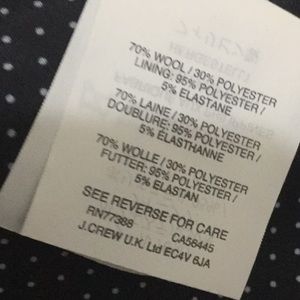 70% WOOL / 30% POLYESTER
LINING: 95% POLYESTER /
5% ELASTANE
70% LAINE / 30% POLYESTER
DOUBLURE: 95% POLYESTER /
5% ÉLASTHANNE
70% WOLLE / 30% POLYESTER
FUTTER: 95% POLYESTER /
5% ELASTAN
SEE REVERSE FOR CARE
RN77388 CA56445
J.CREW U.K. Ltd EC4V 6JA